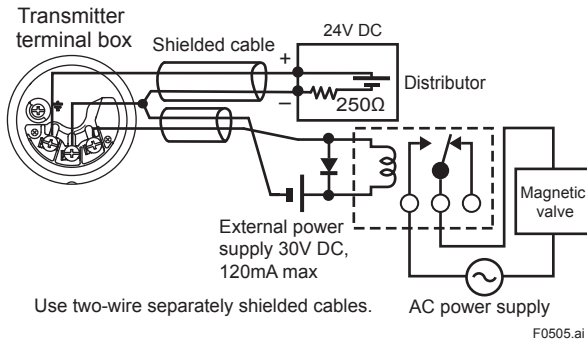 Transmitter
terminal box
Shielded cable
24V DC
+
−
250Ω
Distributor
External power
supply 30V DC,
120mA max
Magnetic
valve
Use two-wire separately shielded cables.
AC power supply
F0505.ai